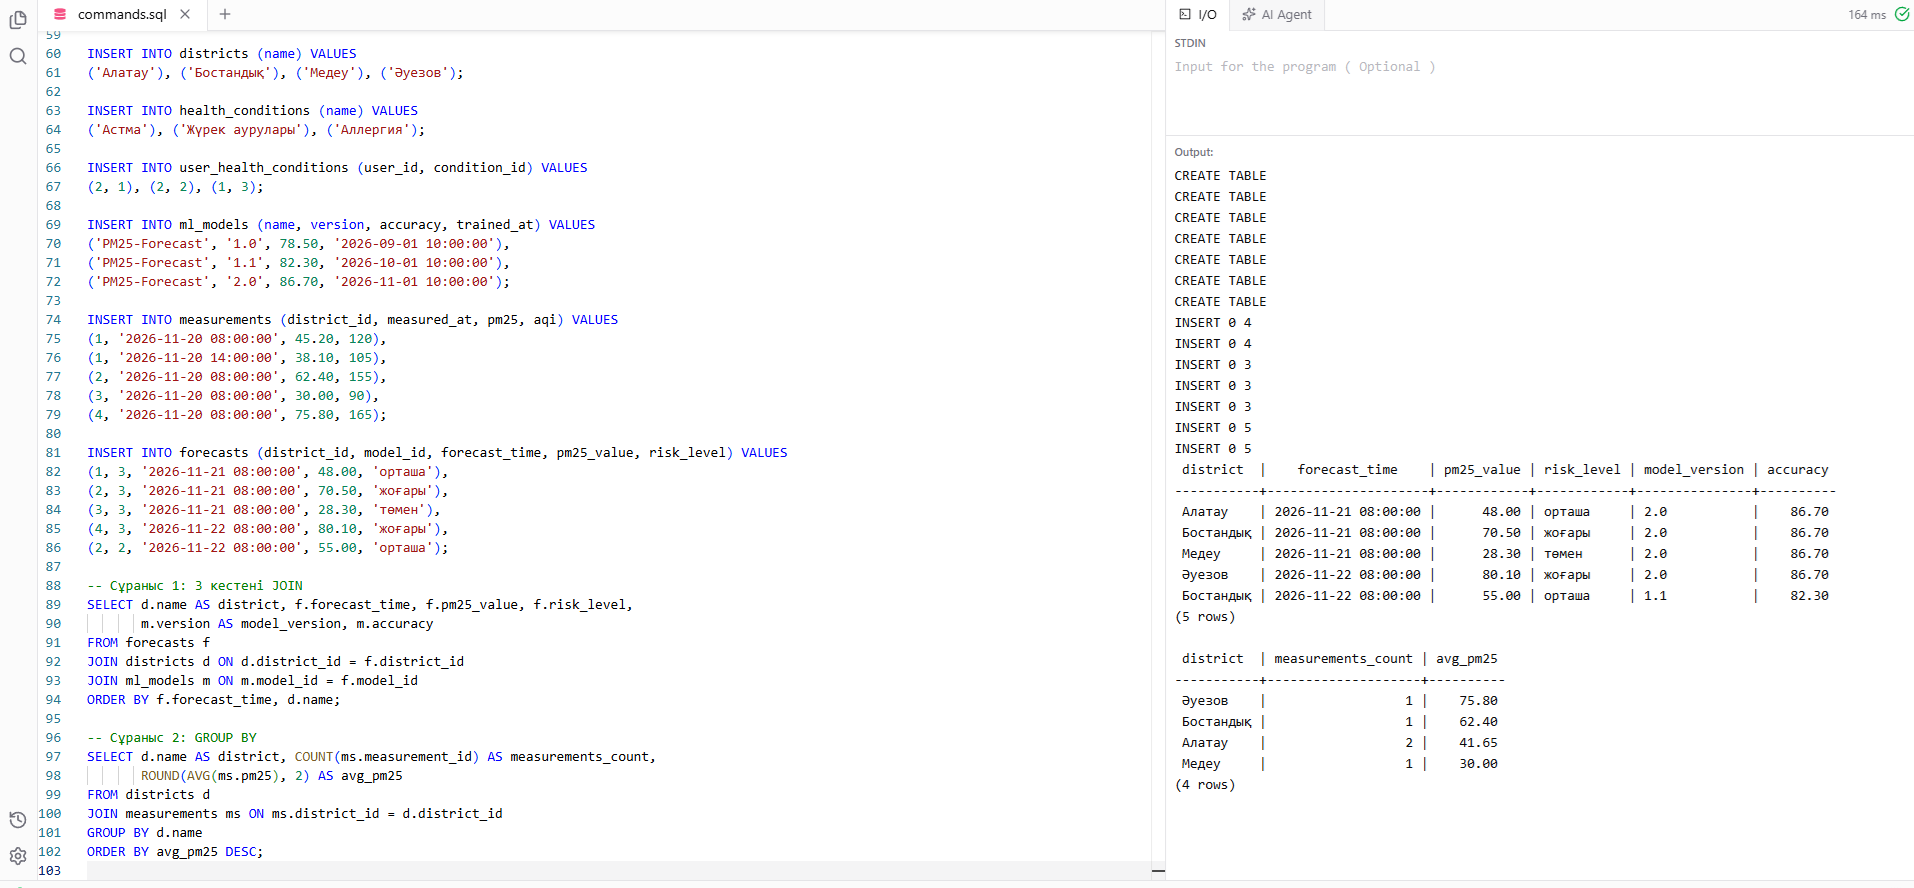 commands.sql
59
60 INSERT INTO districts (name) VALUES
61 ('Алатау'), ('Бостандық'), ('Медеу'), ('Әуезов');
62
63 INSERT INTO health_conditions (name) VALUES
64 ('Астма'), ('Жүрек аурулары'), ('Аллергия');
65
66 INSERT INTO user_health_conditions (user_id, condition_id) VALUES
67 (2, 1), (2, 2), (1, 3);
68
69 INSERT INTO ml_models (name, version, accuracy, trained_at) VALUES
70 ('PM25-Forecast', '1.0', 78.50, '2026-09-01 10:00:00'),
71 ('PM25-Forecast', '1.1', 82.30, '2026-10-01 10:00:00'),
72 ('PM25-Forecast', '2.0', 86.70, '2026-11-01 10:00:00');
73
74 INSERT INTO measurements (district_id, measured_at, pm25, aqi) VALUES
75 (1, '2026-11-20 08:00:00', 45.20, 120),
76 (1, '2026-11-20 14:00:00', 38.10, 105),
77 (2, '2026-11-20 08:00:00', 62.40, 155),
78 (3, '2026-11-20 08:00:00', 30.00, 90),
79 (4, '2026-11-20 08:00:00', 75.80, 165);
80
81 INSERT INTO forecasts (district_id, model_id, forecast_time, pm25_value, risk_level) VALUES
82 (1, 3, '2026-11-21 08:00:00', 48.00, 'орташа'),
83 (2, 3, '2026-11-21 08:00:00', 70.50, 'жоғары'),
84 (3, 3, '2026-11-21 08:00:00', 28.30, 'төмен'),
85 (4, 3, '2026-11-22 08:00:00', 80.10, 'жоғары'),
86 (2, 2, '2026-11-22 08:00:00', 55.00, 'орташа');
87
88 -- Сұраныс 1: 3 кестені JOIN
89 SELECT d.name AS district, f.forecast_time, f.pm25_value, f.risk_level,
90 m.version AS model_version, m.accuracy
91 FROM forecasts f
92 JOIN districts d ON d.district_id = f.district_id
93 JOIN ml_models m ON m.model_id = f.model_id
94 ORDER BY f.forecast_time, d.name;
95
96 -- Сұраныс 2: GROUP BY
97 SELECT d.name AS district, COUNT(ms.measurement_id) AS measurements_count,
98 ROUND(AVG(ms.pm25), 2) AS avg_pm25
99 FROM districts d
100 JOIN measurements ms ON ms.district_id = d.district_id
101 GROUP BY d.name
102 ORDER BY avg_pm25 DESC;
103
I/O AI Agent 164 ms
STDIN
Input for the program ( Optional )
Output:
CREATE TABLE
CREATE TABLE
CREATE TABLE
CREATE TABLE
CREATE TABLE
CREATE TABLE
CREATE TABLE
INSERT 0 4
INSERT 0 4
INSERT 0 3
INSERT 0 3
INSERT 0 3
INSERT 0 5
INSERT 0 5
district | forecast_time | pm25_value | risk_level | model_version | accuracy
-----------+---------------------+------------+------------+---------------+----------
Алатау | 2026-11-21 08:00:00 | 48.00 | орташа | 2.0 | 86.70
Бостандық | 2026-11-21 08:00:00 | 70.50 | жоғары | 2.0 | 86.70
Медеу | 2026-11-21 08:00:00 | 28.30 | төмен | 2.0 | 86.70
Әуезов | 2026-11-22 08:00:00 | 80.10 | жоғары | 2.0 | 86.70
Бостандық | 2026-11-22 08:00:00 | 55.00 | орташа | 1.1 | 82.30
(5 rows)
district | measurements_count | avg_pm25
-----------+--------------------+----------
Әуезов | 1 | 75.80
Бостандық | 1 | 62.40
Алатау | 2 | 41.65
Медеу | 1 | 30.00
(4 rows)